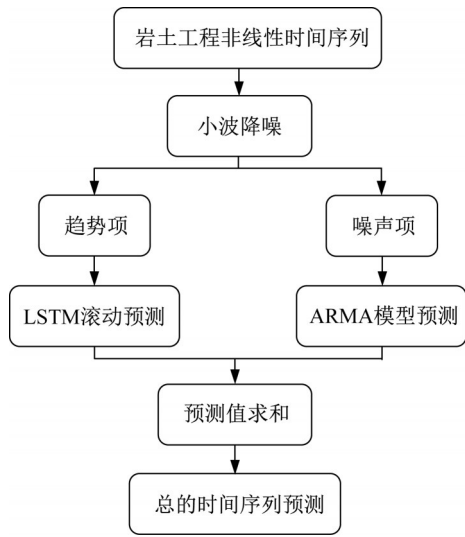 岩土工程非线性时间序列
小波降噪
趋势项
噪声项
LSTM滚动预测
ARMA模型预测
预测值求和
总的时间序列预测